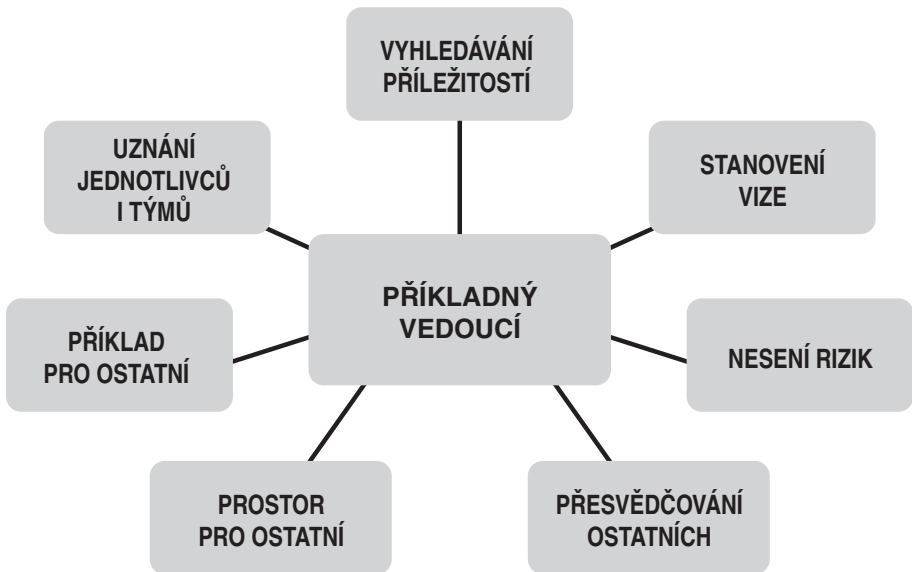 VYHLEDÁVÁNÍ
PŘÍLEŽITOSTÍ
UZNÁNÍ
JEDNOTLIVCŮ
I TÝMŮ
STANOVENÍ
VIZE
PŘÍKLADNÝ
VEDOUCÍ
PŘÍKLAD
PRO OSTATNÍ
NESENÍ RIZIK
PROSTOR
PRO OSTATNÍ
PŘESVĚDČOVÁNÍ
OSTATNÍCH